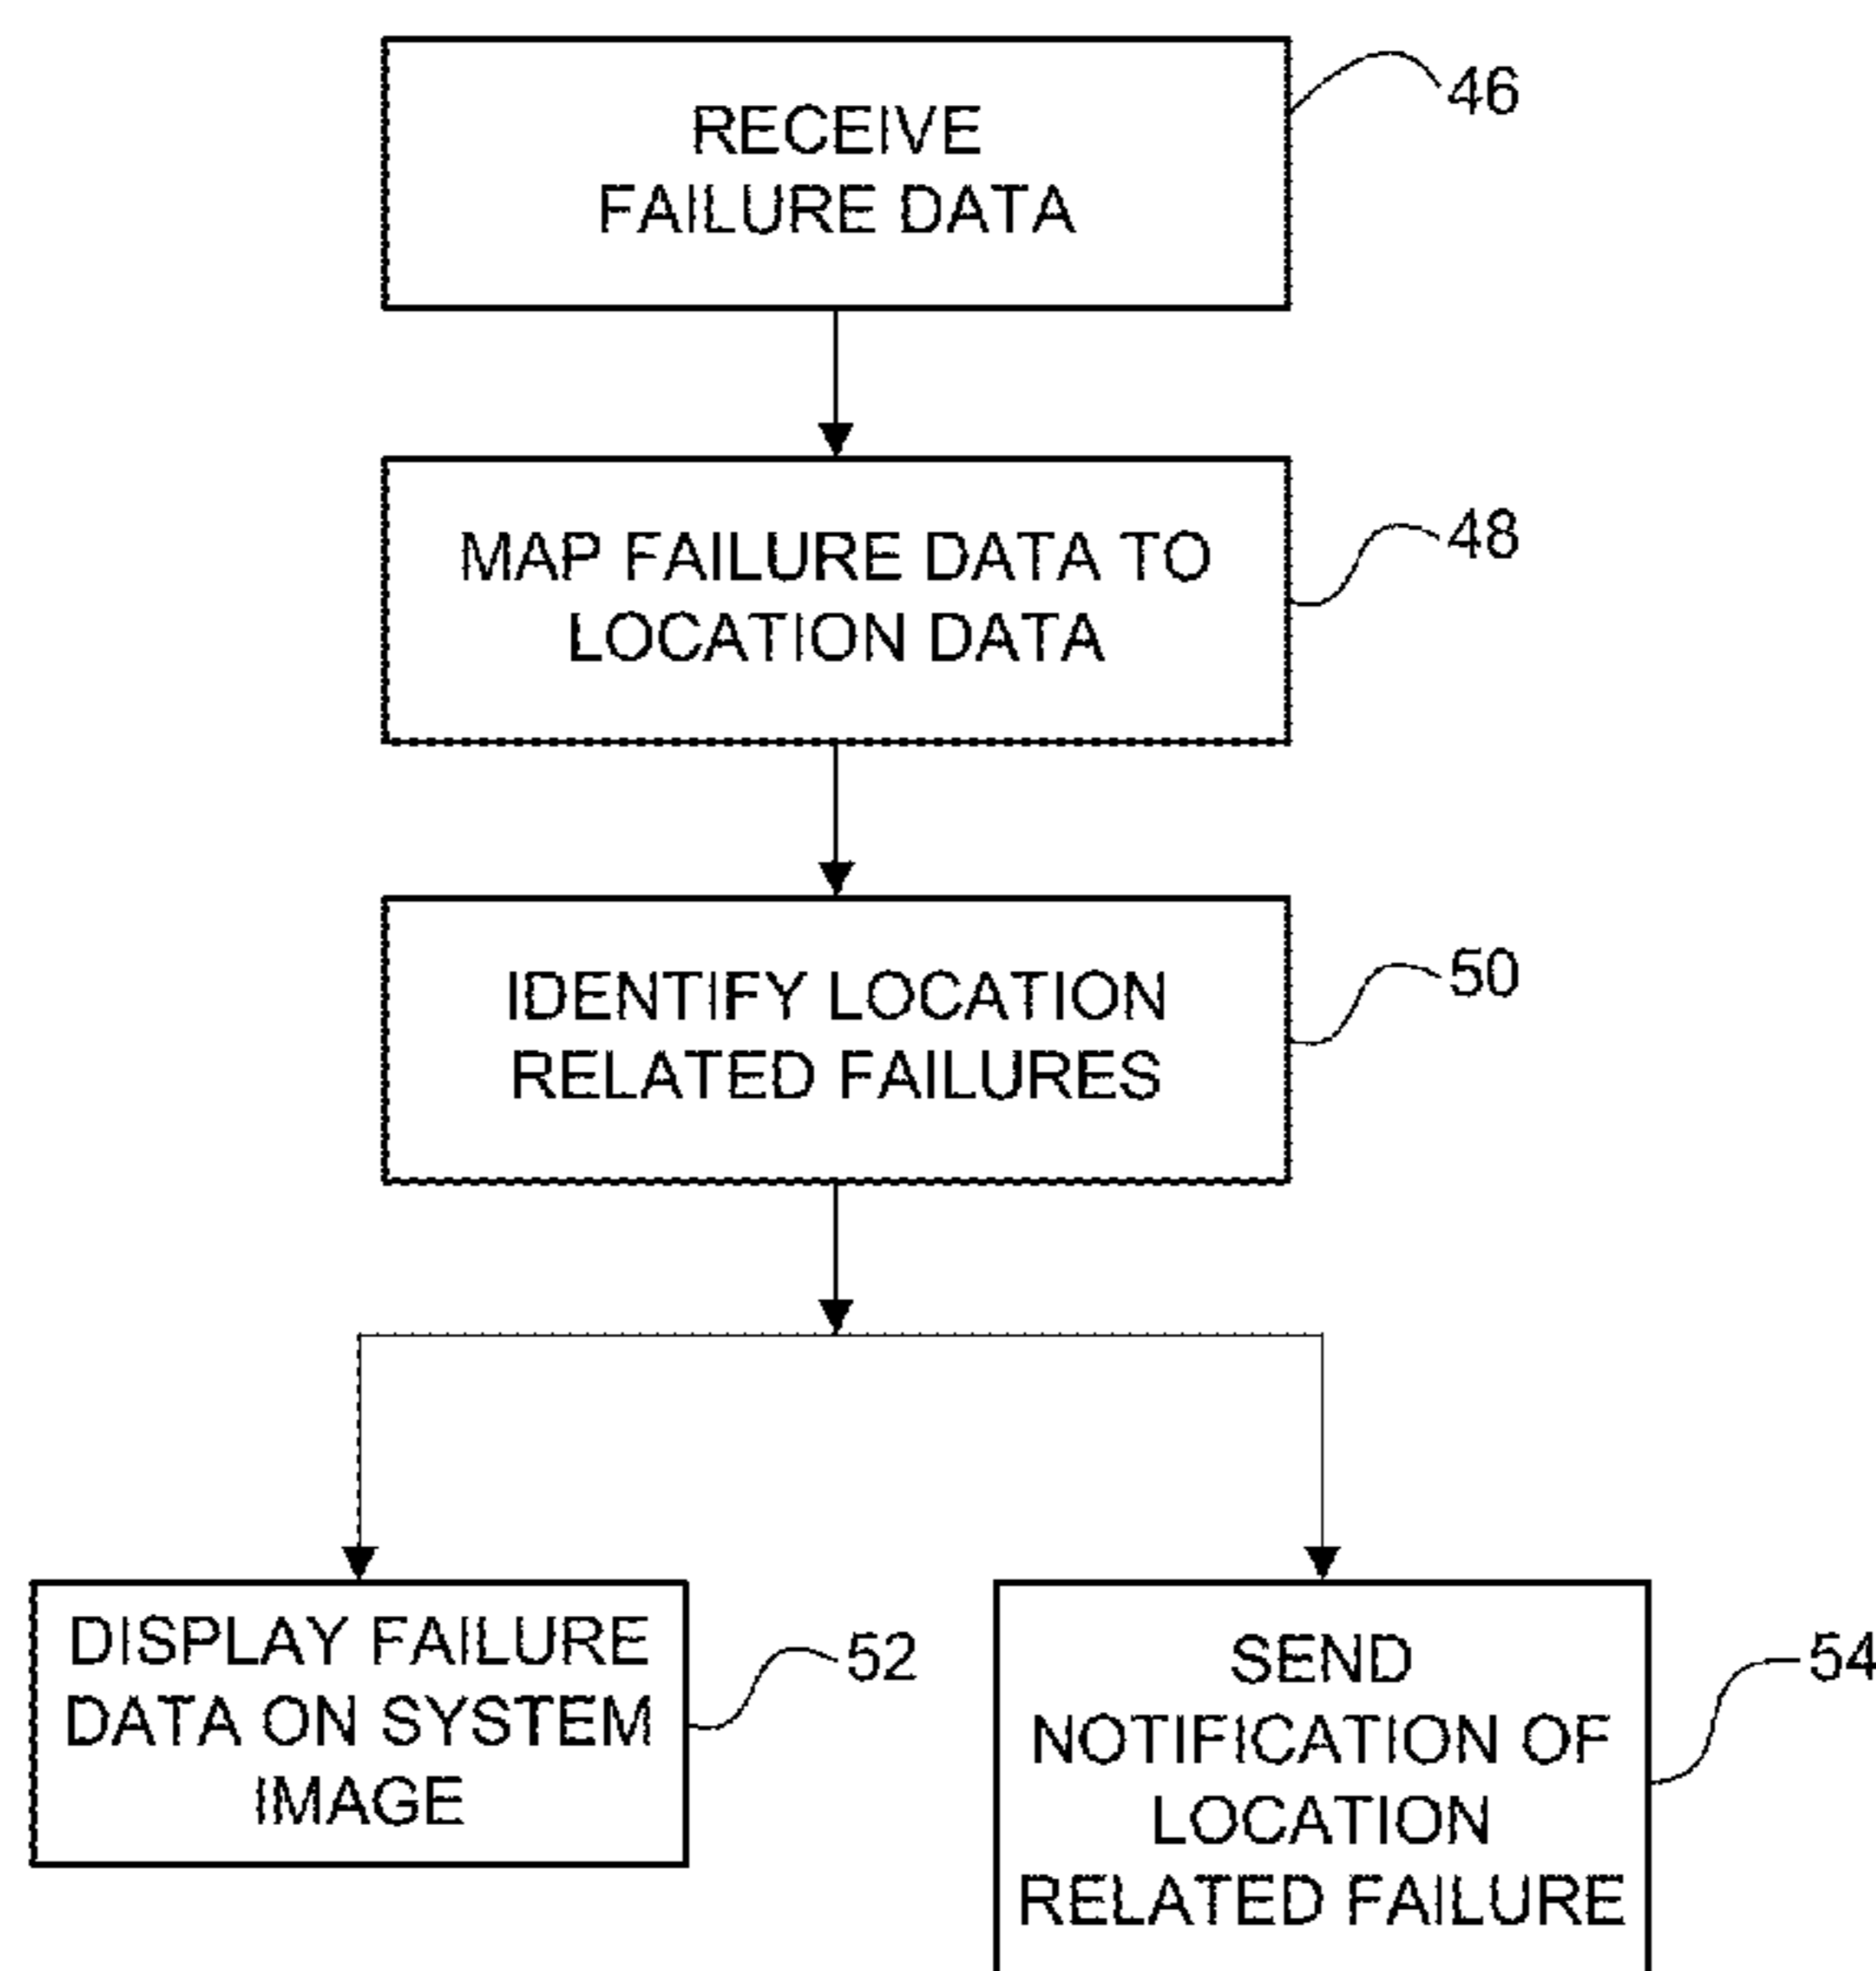 RECEIVE
FAILURE DATA
46
MAP FAILURE DATA TO
LOCATION DATA
48
IDENTIFY LOCATION
RELATED FAILURES
50
DISPLAY FAILURE
DATA ON SYSTEM
IMAGE
52
SEND
NOTIFICATION OF
LOCATION
RELATED FAILURE
54